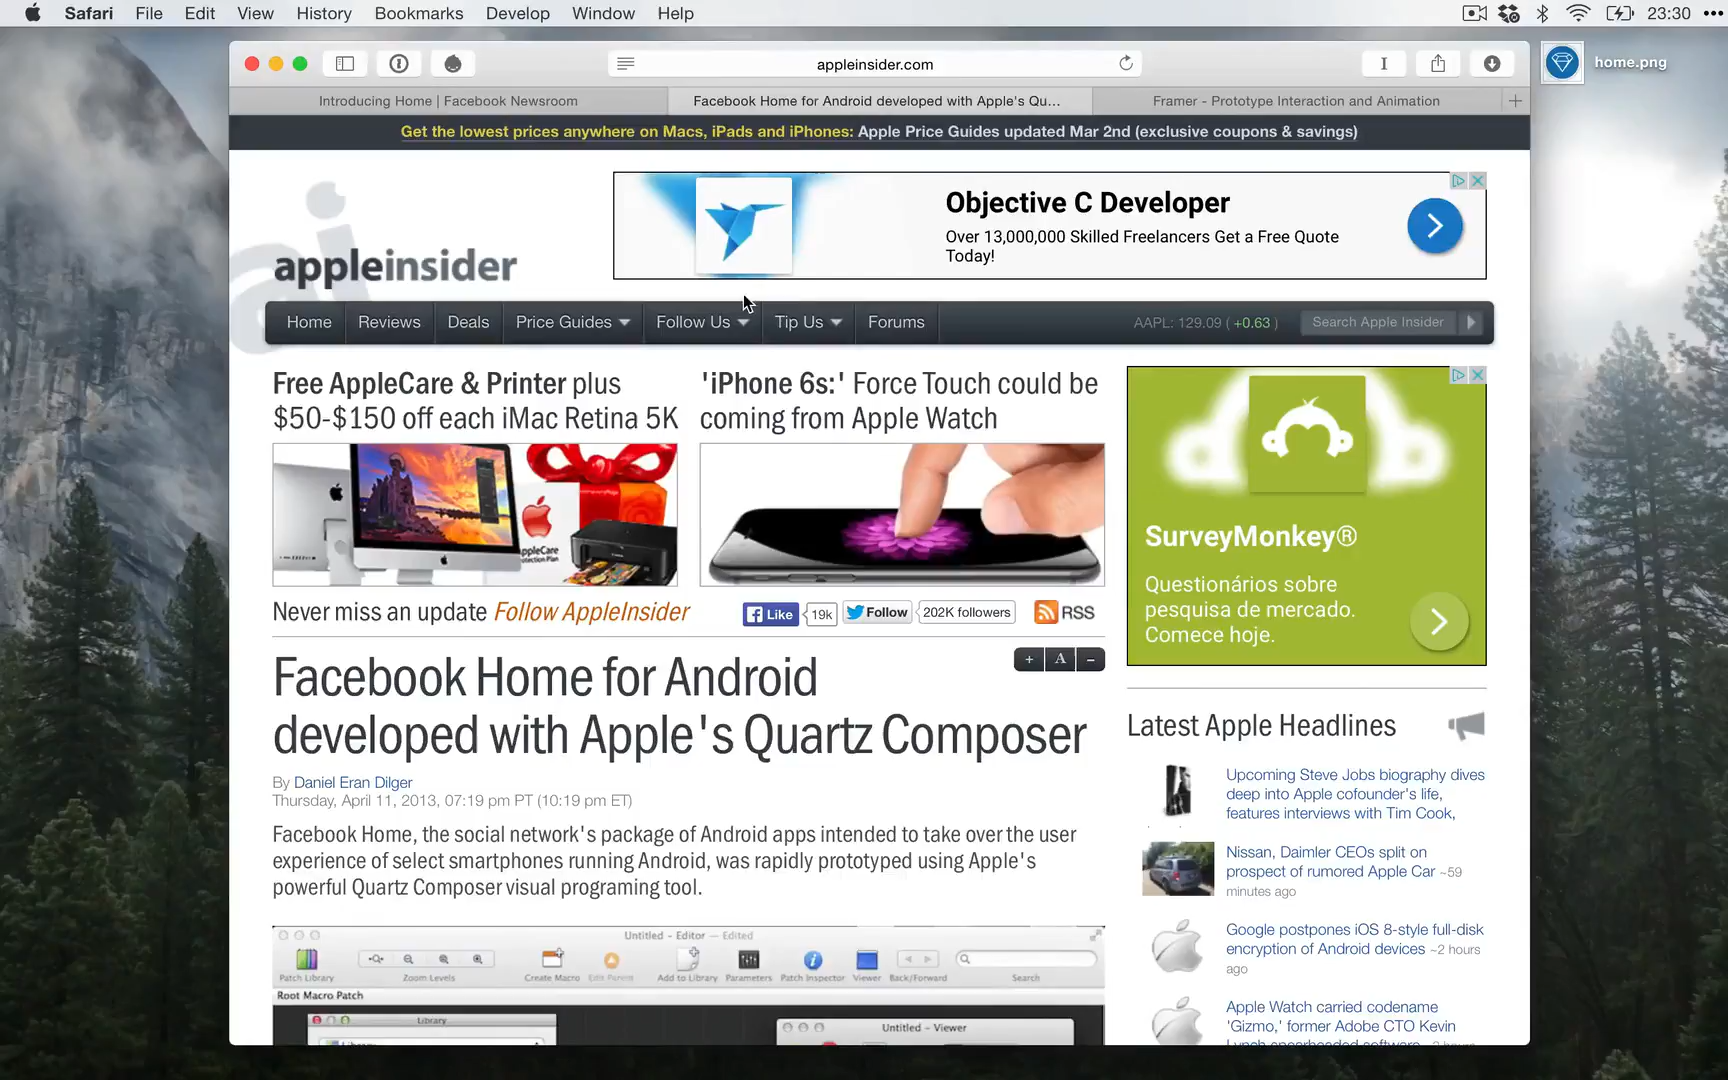 Safari File Edit View History Bookmarks Develop Window Help 23:30
appleinsider.com
home.png
Introducing Home | Facebook Newsroom
Facebook Home for Android developed with Apple's Qu...
Framer - Prototype Interaction and Animation
Get the lowest prices anywhere on Macs, iPads and iPhones: Apple Price Guides updated Mar 2nd (exclusive coupons & savings)
appleinsider
Objective C Developer
Over 13,000,000 Skilled Freelancers Get a Free Quote
Today!
Home Reviews Deals Price Guides Follow Us Tip Us Forums
AAPL: 129.09 ( +0.63 )
Search Apple Insider
Free AppleCare & Printer plus
$50-$150 off each iMac Retina 5K
'iPhone 6s:' Force Touch could be
coming from Apple Watch
AppleCare
Protection Plan
Never miss an update Follow AppleInsider
Like 19k
Follow 202K followers
RSS
SurveyMonkey®
Questionários sobre
pesquisa de mercado.
Comece hoje.
+ A −
Facebook Home for Android
developed with Apple's Quartz Composer
By Daniel Eran Dilger
Thursday, April 11, 2013, 07:19 pm PT (10:19 pm ET)
Facebook Home, the social network's package of Android apps intended to take over the user
experience of select smartphones running Android, was rapidly prototyped using Apple's
powerful Quartz Composer visual programing tool.
Untitled - Editor — Edited
Patch Library Zoom Levels Create Macro Edit Parent Add to Library Parameters Patch Inspector Viewer Back/Forward Search
Root Macro Patch
Library
Untitled - Viewer
Latest Apple Headlines
Upcoming Steve Jobs biography dives
deep into Apple cofounder's life,
features interviews with Tim Cook,
Nissan, Daimler CEOs split on
prospect of rumored Apple Car ~59
minutes ago
Google postpones iOS 8-style full-disk
encryption of Android devices ~2 hours
ago
Apple Watch carried codename
'Gizmo,' former Adobe CTO Kevin
Lynch spearheaded software